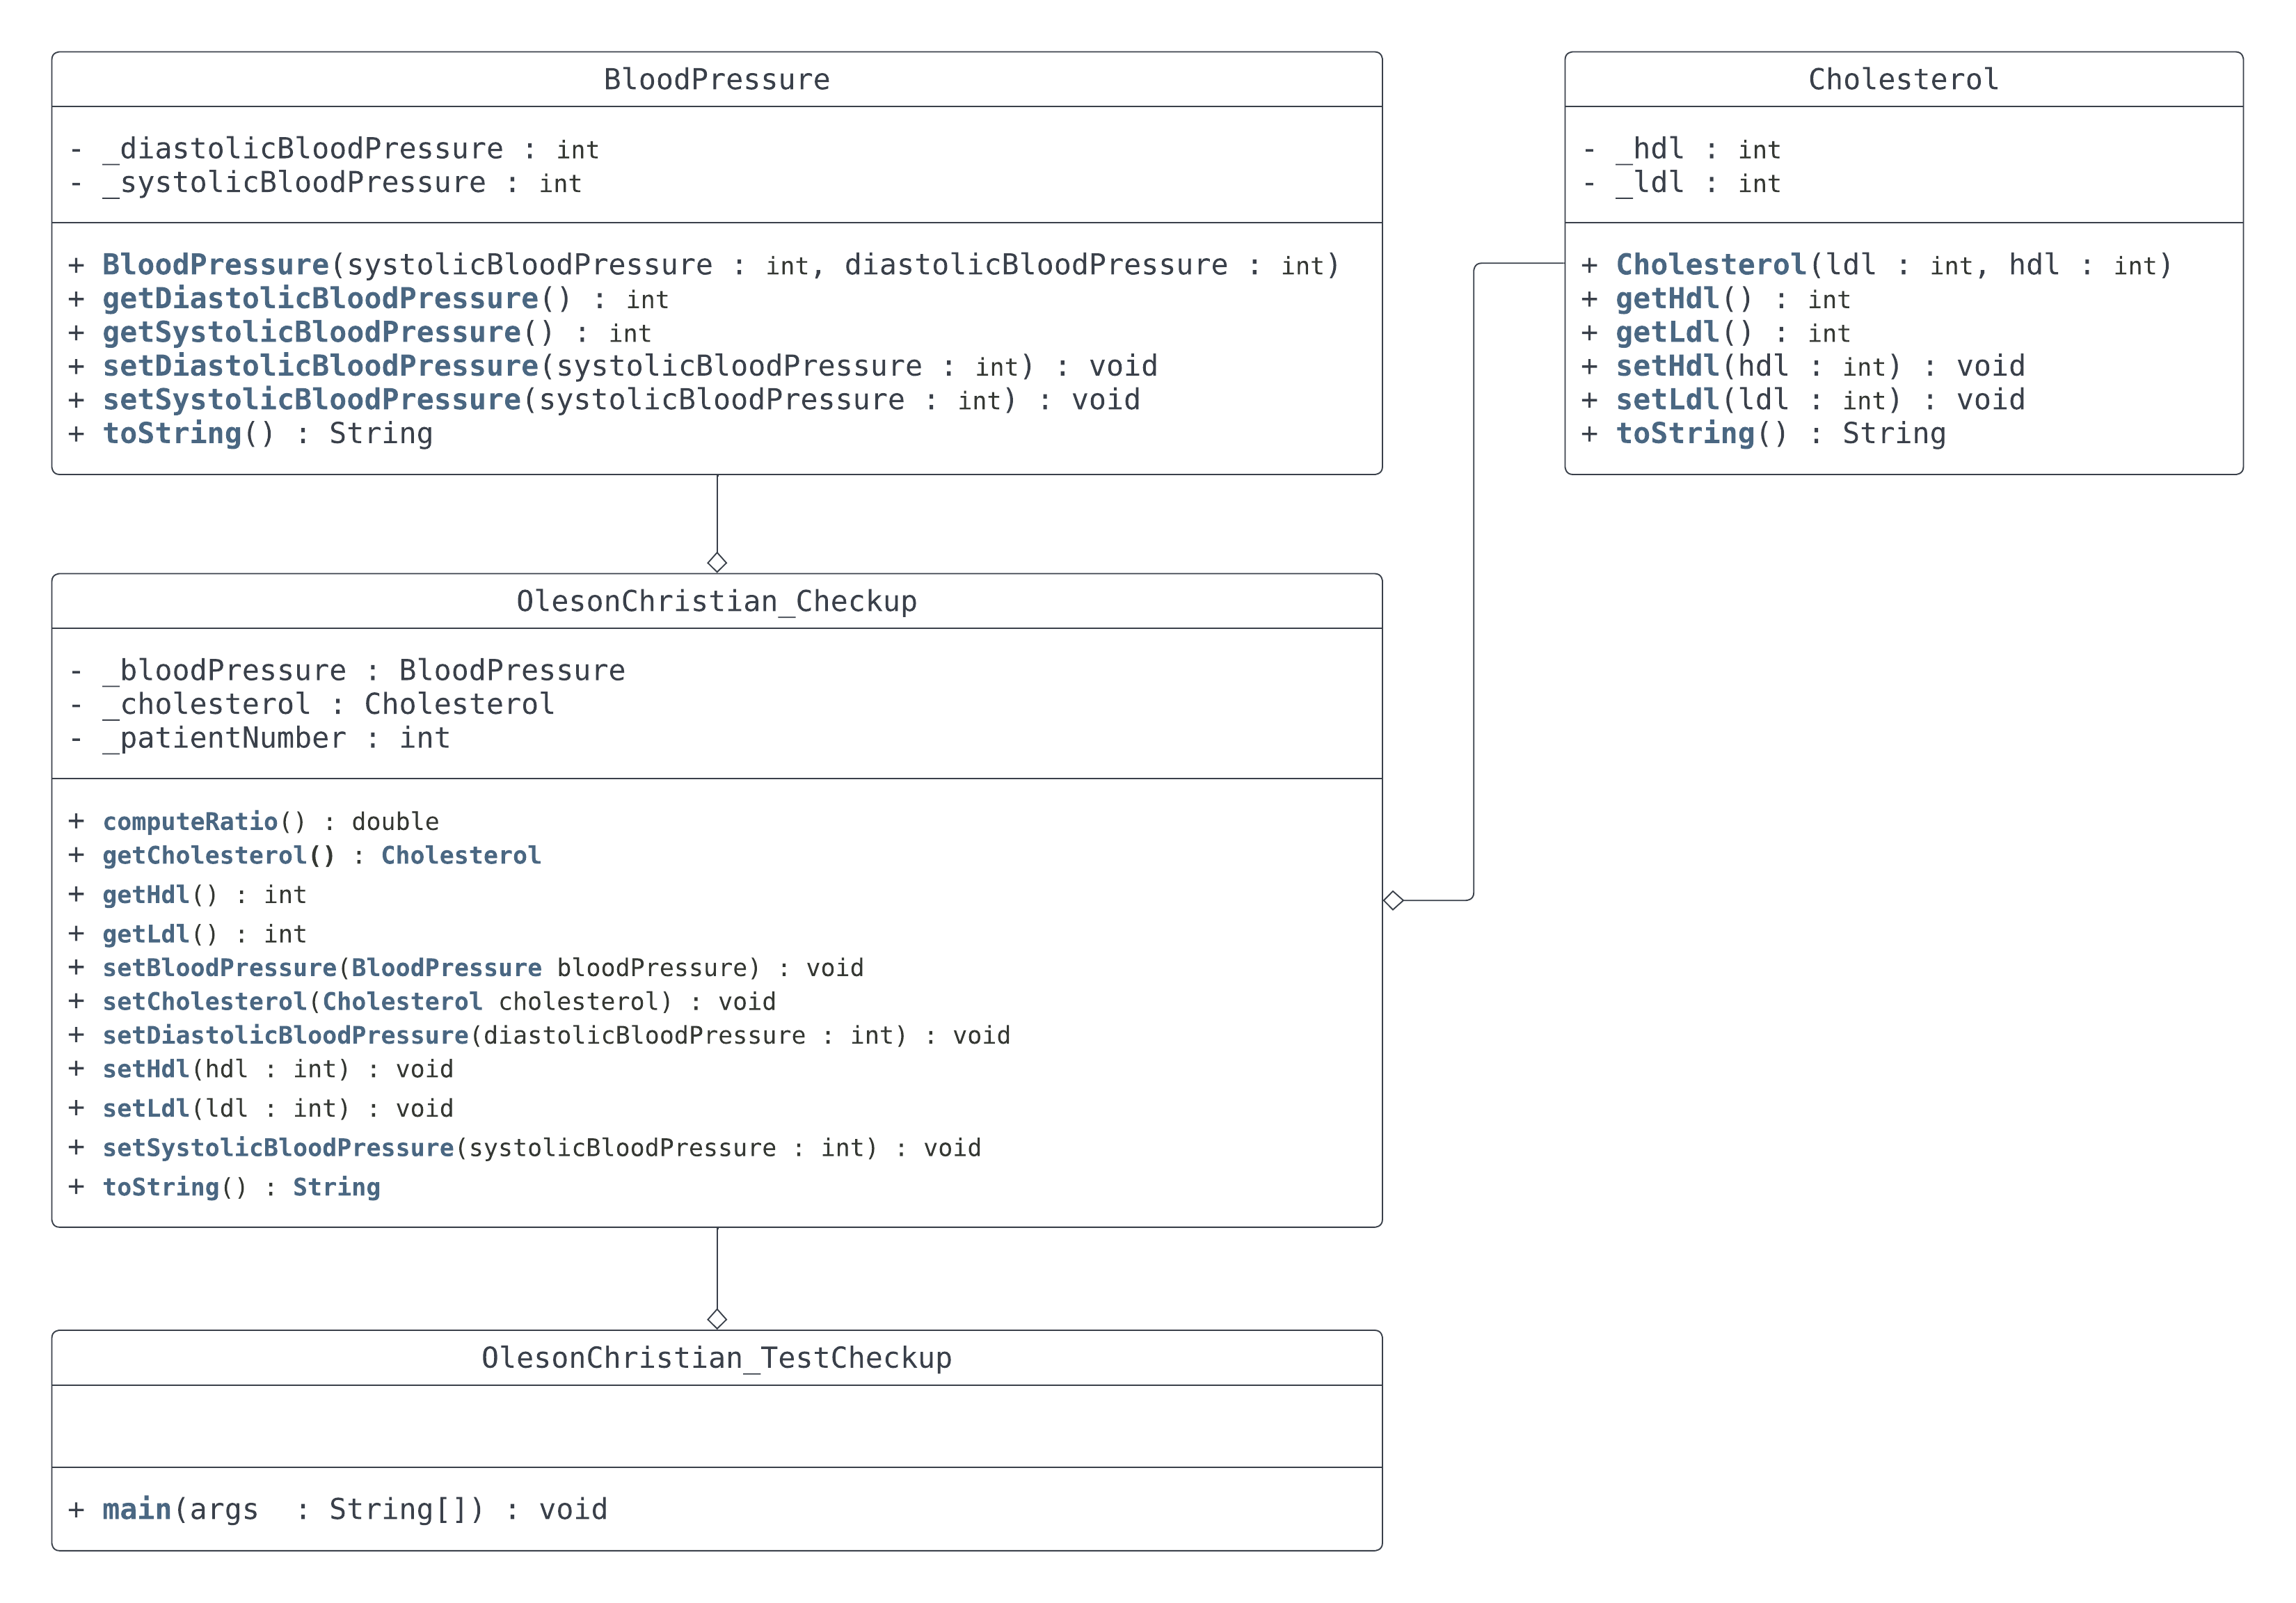 BloodPressure
- _diastolicBloodPressure : int
- _systolicBloodPressure : int
+ BloodPressure(systolicBloodPressure : int, diastolicBloodPressure : int)
+ getDiastolicBloodPressure() : int
+ getSystolicBloodPressure() : int
+ setDiastolicBloodPressure(systolicBloodPressure : int) : void
+ setSystolicBloodPressure(systolicBloodPressure : int) : void
+ toString() : String
Cholesterol
- _hdl : int
- _ldl : int
+ Cholesterol(ldl : int, hdl : int)
+ getHdl() : int
+ getLdl() : int
+ setHdl(hdl : int) : void
+ setLdl(ldl : int) : void
+ toString() : String
OlesonChristian_Checkup
- _bloodPressure : BloodPressure
- _cholesterol : Cholesterol
- _patientNumber : int
+ computeRatio() : double
+ getCholesterol() : Cholesterol
+ getHdl() : int
+ getLdl() : int
+ setBloodPressure(BloodPressure bloodPressure) : void
+ setCholesterol(Cholesterol cholesterol) : void
+ setDiastolicBloodPressure(diastolicBloodPressure : int) : void
+ setHdl(hdl : int) : void
+ setLdl(ldl : int) : void
+ setSystolicBloodPressure(systolicBloodPressure : int) : void
+ toString() : String
OlesonChristian_TestCheckup
+ main(args  : String[]) : void